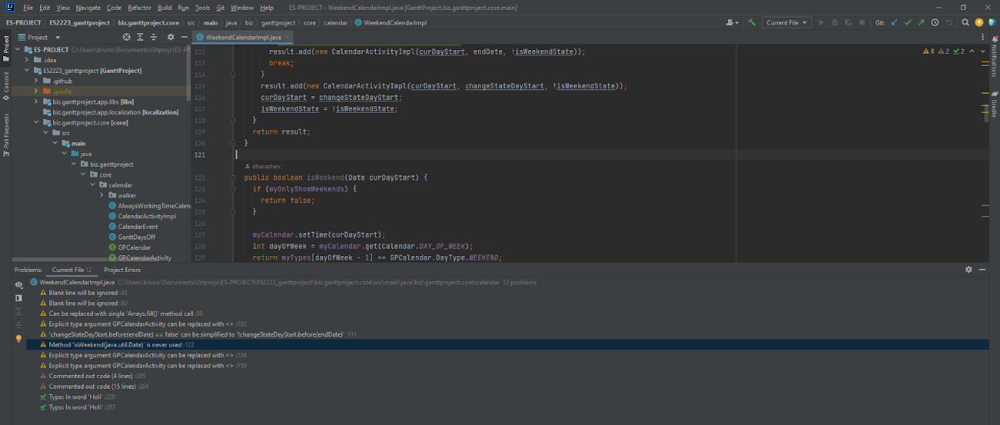 File Edit View Navigate Code Refactor Build Run Tools Git Window Help ES-PROJECT - WeekendCalendarImpl.java [GanttProject.biz.ganttproject.core.main]
ES-PROJECT ES2223_ganttproject biz.ganttproject.core src main java biz ganttproject core calendar WeekendCalendarImpl Current File Git:
Project WeekendCalendarImpl.java
ES-PROJECT C:\Users\bruno\Documents\Gitprojs\ES-PROJ
.idea
ES2223_ganttproject [GanttProject]
.github
.gradle
biz.ganttproject.app.libs [libs]
biz.ganttproject.app.localization [localization]
biz.ganttproject.core [core]
src
main
java
biz.ganttproject
core
calendar
walker
AlwaysWorkingTimeCalen
CalendarActivityImpl
CalendarEvent
GanttDaysOff
GPCalendar
GPCalendarActivity
Project
Commit
Pull Requests
8 2 2
112 result.add(new CalendarActivityImpl(curDayStart, endDate, !isWeekendState));
113 break;
114 }
115 result.add(new CalendarActivityImpl(curDayStart, changeStateDayStart, !isWeekendState));
116 curDayStart = changeStateDayStart;
117 isWeekendState = !isWeekendState;
118 }
119 return result;
120 }
121
dbarashev
122 public boolean isWeekend(Date curDayStart) {
123 if (myOnlyShowWeekends) {
124 return false;
125 }
126
127 myCalendar.setTime(curDayStart);
128 int dayOfWeek = myCalendar.get(Calendar.DAY_OF_WEEK);
129 return myTypes[dayOfWeek - 1] == GPCalendar.DayType.WEEKEND;
Notifications
Gradle
Problems: Current File 12 Project Errors
WeekendCalendarImpl.java C:\Users\bruno\Documents\Gitprojs\ES-PROJECT\ES2223_ganttproject\biz.ganttproject.core\src\main\java\biz\ganttproject\core\calendar 12 problems
Blank line will be ignored :43
Blank line will be ignored :50
Can be replaced with single 'Arrays.fill()' method call :89
Explicit type argument GPCalendarActivity can be replaced with <> :102
'changeStateDayStart.before(endDate) == false' can be simplified to '!changeStateDayStart.before(endDate)' :111
Method 'isWeekend(java.util.Date)' is never used :122
Explicit type argument GPCalendarActivity can be replaced with <> :134
Explicit type argument GPCalendarActivity can be replaced with <> :159
Commented out code (4 lines) :285
Commented out code (15 lines) :304
Typo: In word 'Holi' :220
Typo: In word 'Holi' :287